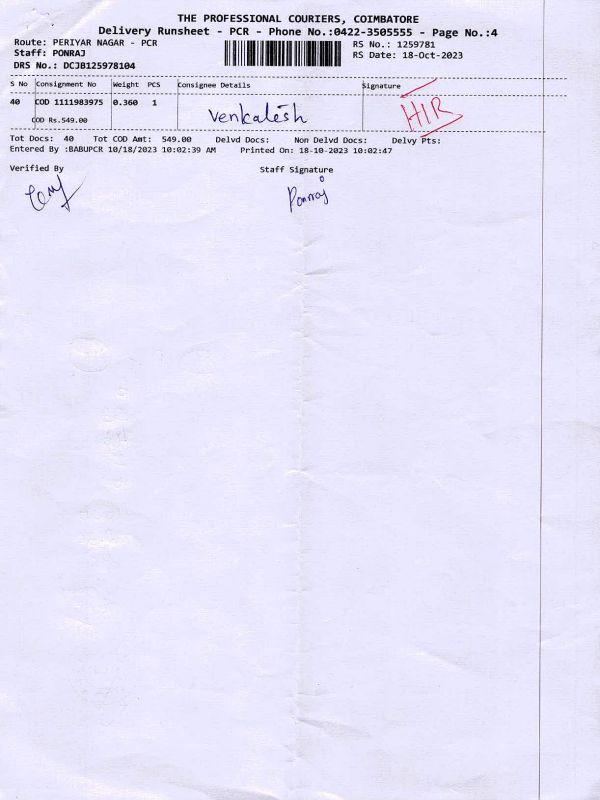 THE PROFESSIONAL COURIERS, COIMBATORE
Delivery Runsheet - PCR - Phone No.:0422-3505555 - Page No.:4
Route: PERIYAR NAGAR - PCR
RS No.: 1259781
Staff: PONRAJ
RS Date: 18-Oct-2023
DRS No.: DCJB125978104
S No Consignment No Weight PCS Consignee Details Signature
40 COD 1111983975 0.360 1 Venkatesh HIR
COD Rs.549.00
Tot Docs: 40 Tot COD Amt: 549.00 Delvd Docs: Non Delvd Docs: Delvy Pts:
Entered By :BABUPCR 10/18/2023 10:02:39 AM Printed On: 18-10-2023 10:02:47
Verified By Staff Signature
Ponraj